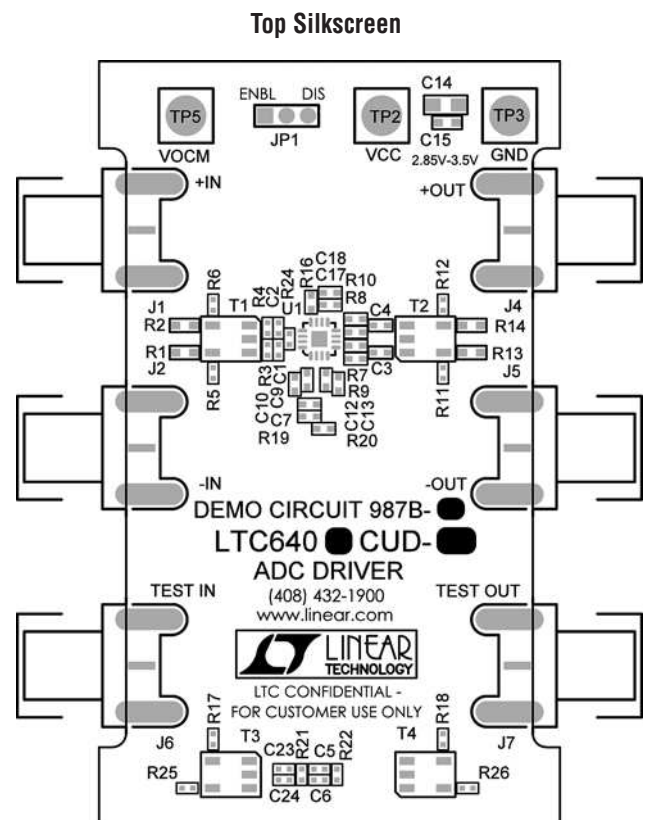 Top Silkscreen
ENBL DIS
C14
TP5
TP2
TP3
JP1
C15
VOCM
VCC
2.85V-3.5V
GND
+IN
+OUT
R6
R4
C2
R24
R16
C18
C17
R10
R8
R12
J1
T1
U1
C4
T2
J4
R2
R14
R1
R13
J2
C3
J5
R5
R3
C1
R7
R9
R11
C10
C9
C7
C12
C13
R19
R20
-IN
-OUT
DEMO CIRCUIT 987B-
LTC640 CUD-
ADC DRIVER
TEST IN
(408) 432-1900
TEST OUT
www.linear.com
LT LINEAR
TECHNOLOGY
LTC CONFIDENTIAL -
FOR CUSTOMER USE ONLY
R17
R18
J6
T3
C23
R21
C5
R22
T4
J7
R25
C24
C6
R26